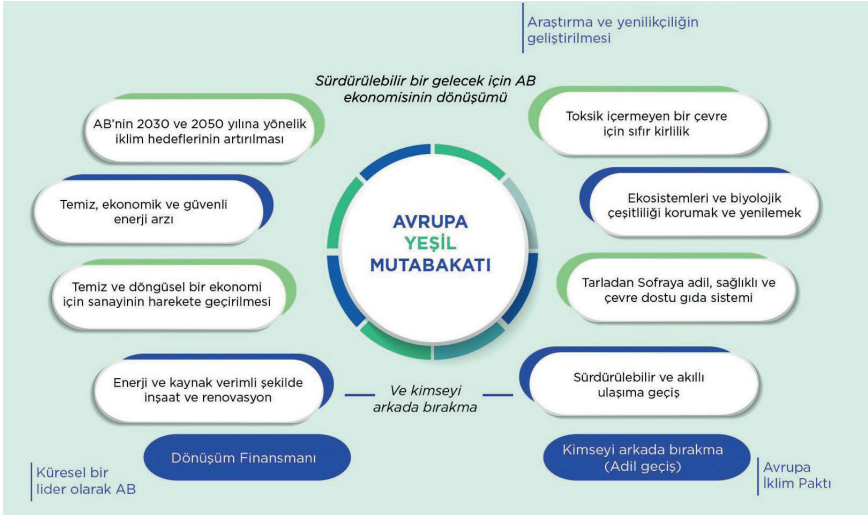 Araştırma ve yenilikçiliğin
geliştirilmesi
Sürdürülebilir bir gelecek için AB
ekonomisinin dönüşümü
AB'nin 2030 ve 2050 yılına yönelik
iklim hedeflerinin artırılması
Toksik içermeyen bir çevre
için sıfır kirlilik
Temiz, ekonomik ve güvenli
enerji arzı
Ekosistemleri ve biyolojik
çeşitliliği korumak ve yenilemek
AVRUPA
YEŞİL
MUTABAKATI
Temiz ve döngüsel bir ekonomi
için sanayinin harekete geçirilmesi
Tarladan Sofraya adil, sağlıklı ve
çevre dostu gıda sistemi
Enerji ve kaynak verimli şekilde
inşaat ve renovasyon
Ve kimseyi
arkada bırakma
Sürdürülebilir ve akıllı
ulaşıma geçiş
Dönüşüm Finansmanı
Kimseyi arkada bırakma
(Adil geçiş)
Küresel bir
lider olarak AB
Avrupa
İklim Paktı